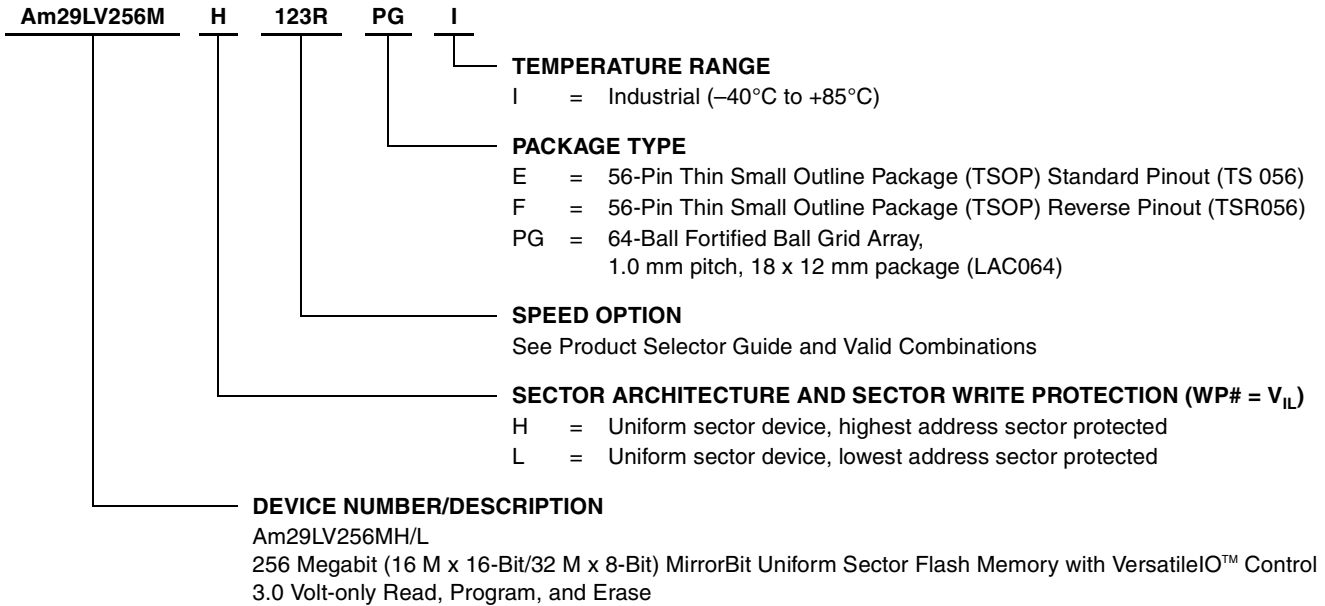 Am29LV256M H 123R PG I
TEMPERATURE RANGE
I = Industrial (–40°C to +85°C)
PACKAGE TYPE
E = 56-Pin Thin Small Outline Package (TSOP) Standard Pinout (TS 056)
F = 56-Pin Thin Small Outline Package (TSOP) Reverse Pinout (TSR056)
PG = 64-Ball Fortified Ball Grid Array,
1.0 mm pitch, 18 x 12 mm package (LAC064)
SPEED OPTION
See Product Selector Guide and Valid Combinations
SECTOR ARCHITECTURE AND SECTOR WRITE PROTECTION (WP# = VIL)
H = Uniform sector device, highest address sector protected
L = Uniform sector device, lowest address sector protected
DEVICE NUMBER/DESCRIPTION
Am29LV256MH/L
256 Megabit (16 M x 16-Bit/32 M x 8-Bit) MirrorBit Uniform Sector Flash Memory with VersatileIO™ Control
3.0 Volt-only Read, Program, and Erase